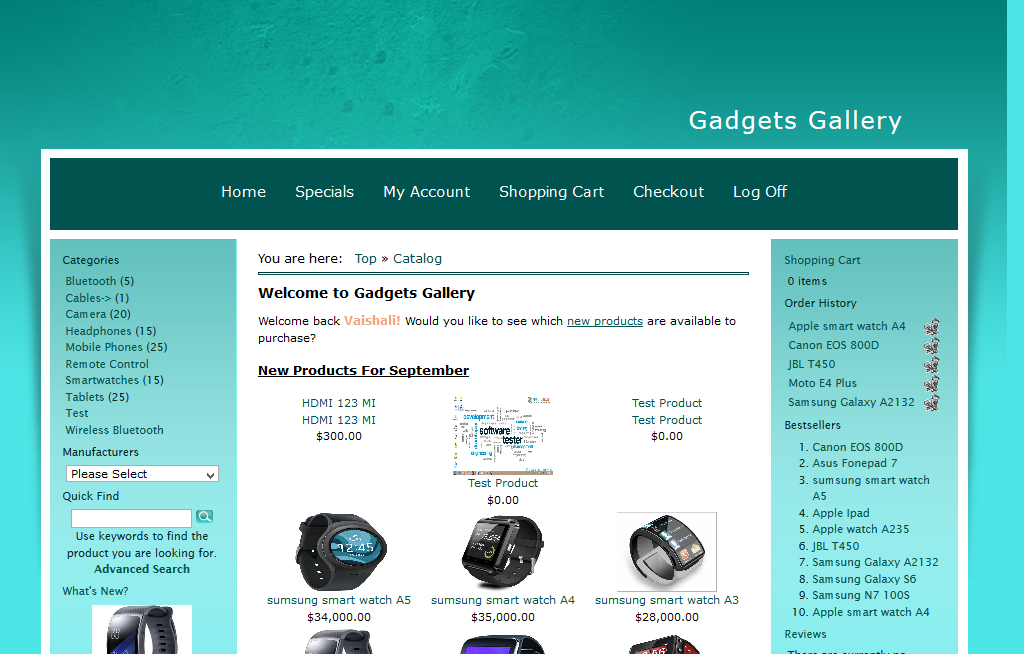 Gadgets Gallery
Home Specials My Account Shopping Cart Checkout Log Off
Categories
Bluetooth (5)
Cables-> (1)
Camera (20)
Headphones (15)
Mobile Phones (25)
Remote Control
Smartwatches (15)
Tablets (25)
Test
Wireless Bluetooth
Manufacturers
Please Select
Quick Find
Use keywords to find the
product you are looking for.
Advanced Search
What's New?
You are here: Top » Catalog
Welcome to Gadgets Gallery
Welcome back Vaishali! Would you like to see which new products are available to
purchase?
New Products For September
HDMI 123 MI
HDMI 123 MI
$300.00
development
software
tester
Test Product
$0.00
Test Product
Test Product
$0.00
12:45
sumsung smart watch A5
$34,000.00
sumsung smart watch A4
$35,000.00
sumsung smart watch A3
$28,000.00
Shopping Cart
0 items
Order History
Apple smart watch A4
Canon EOS 800D
JBL T450
Moto E4 Plus
Samsung Galaxy A2132
Bestsellers
1. Canon EOS 800D
2. Asus Fonepad 7
3. sumsung smart watch
A5
4. Apple Ipad
5. Apple watch A235
6. JBL T450
7. Samsung Galaxy A2132
8. Samsung Galaxy S6
9. Samsung N7 100S
10. Apple smart watch A4
Reviews